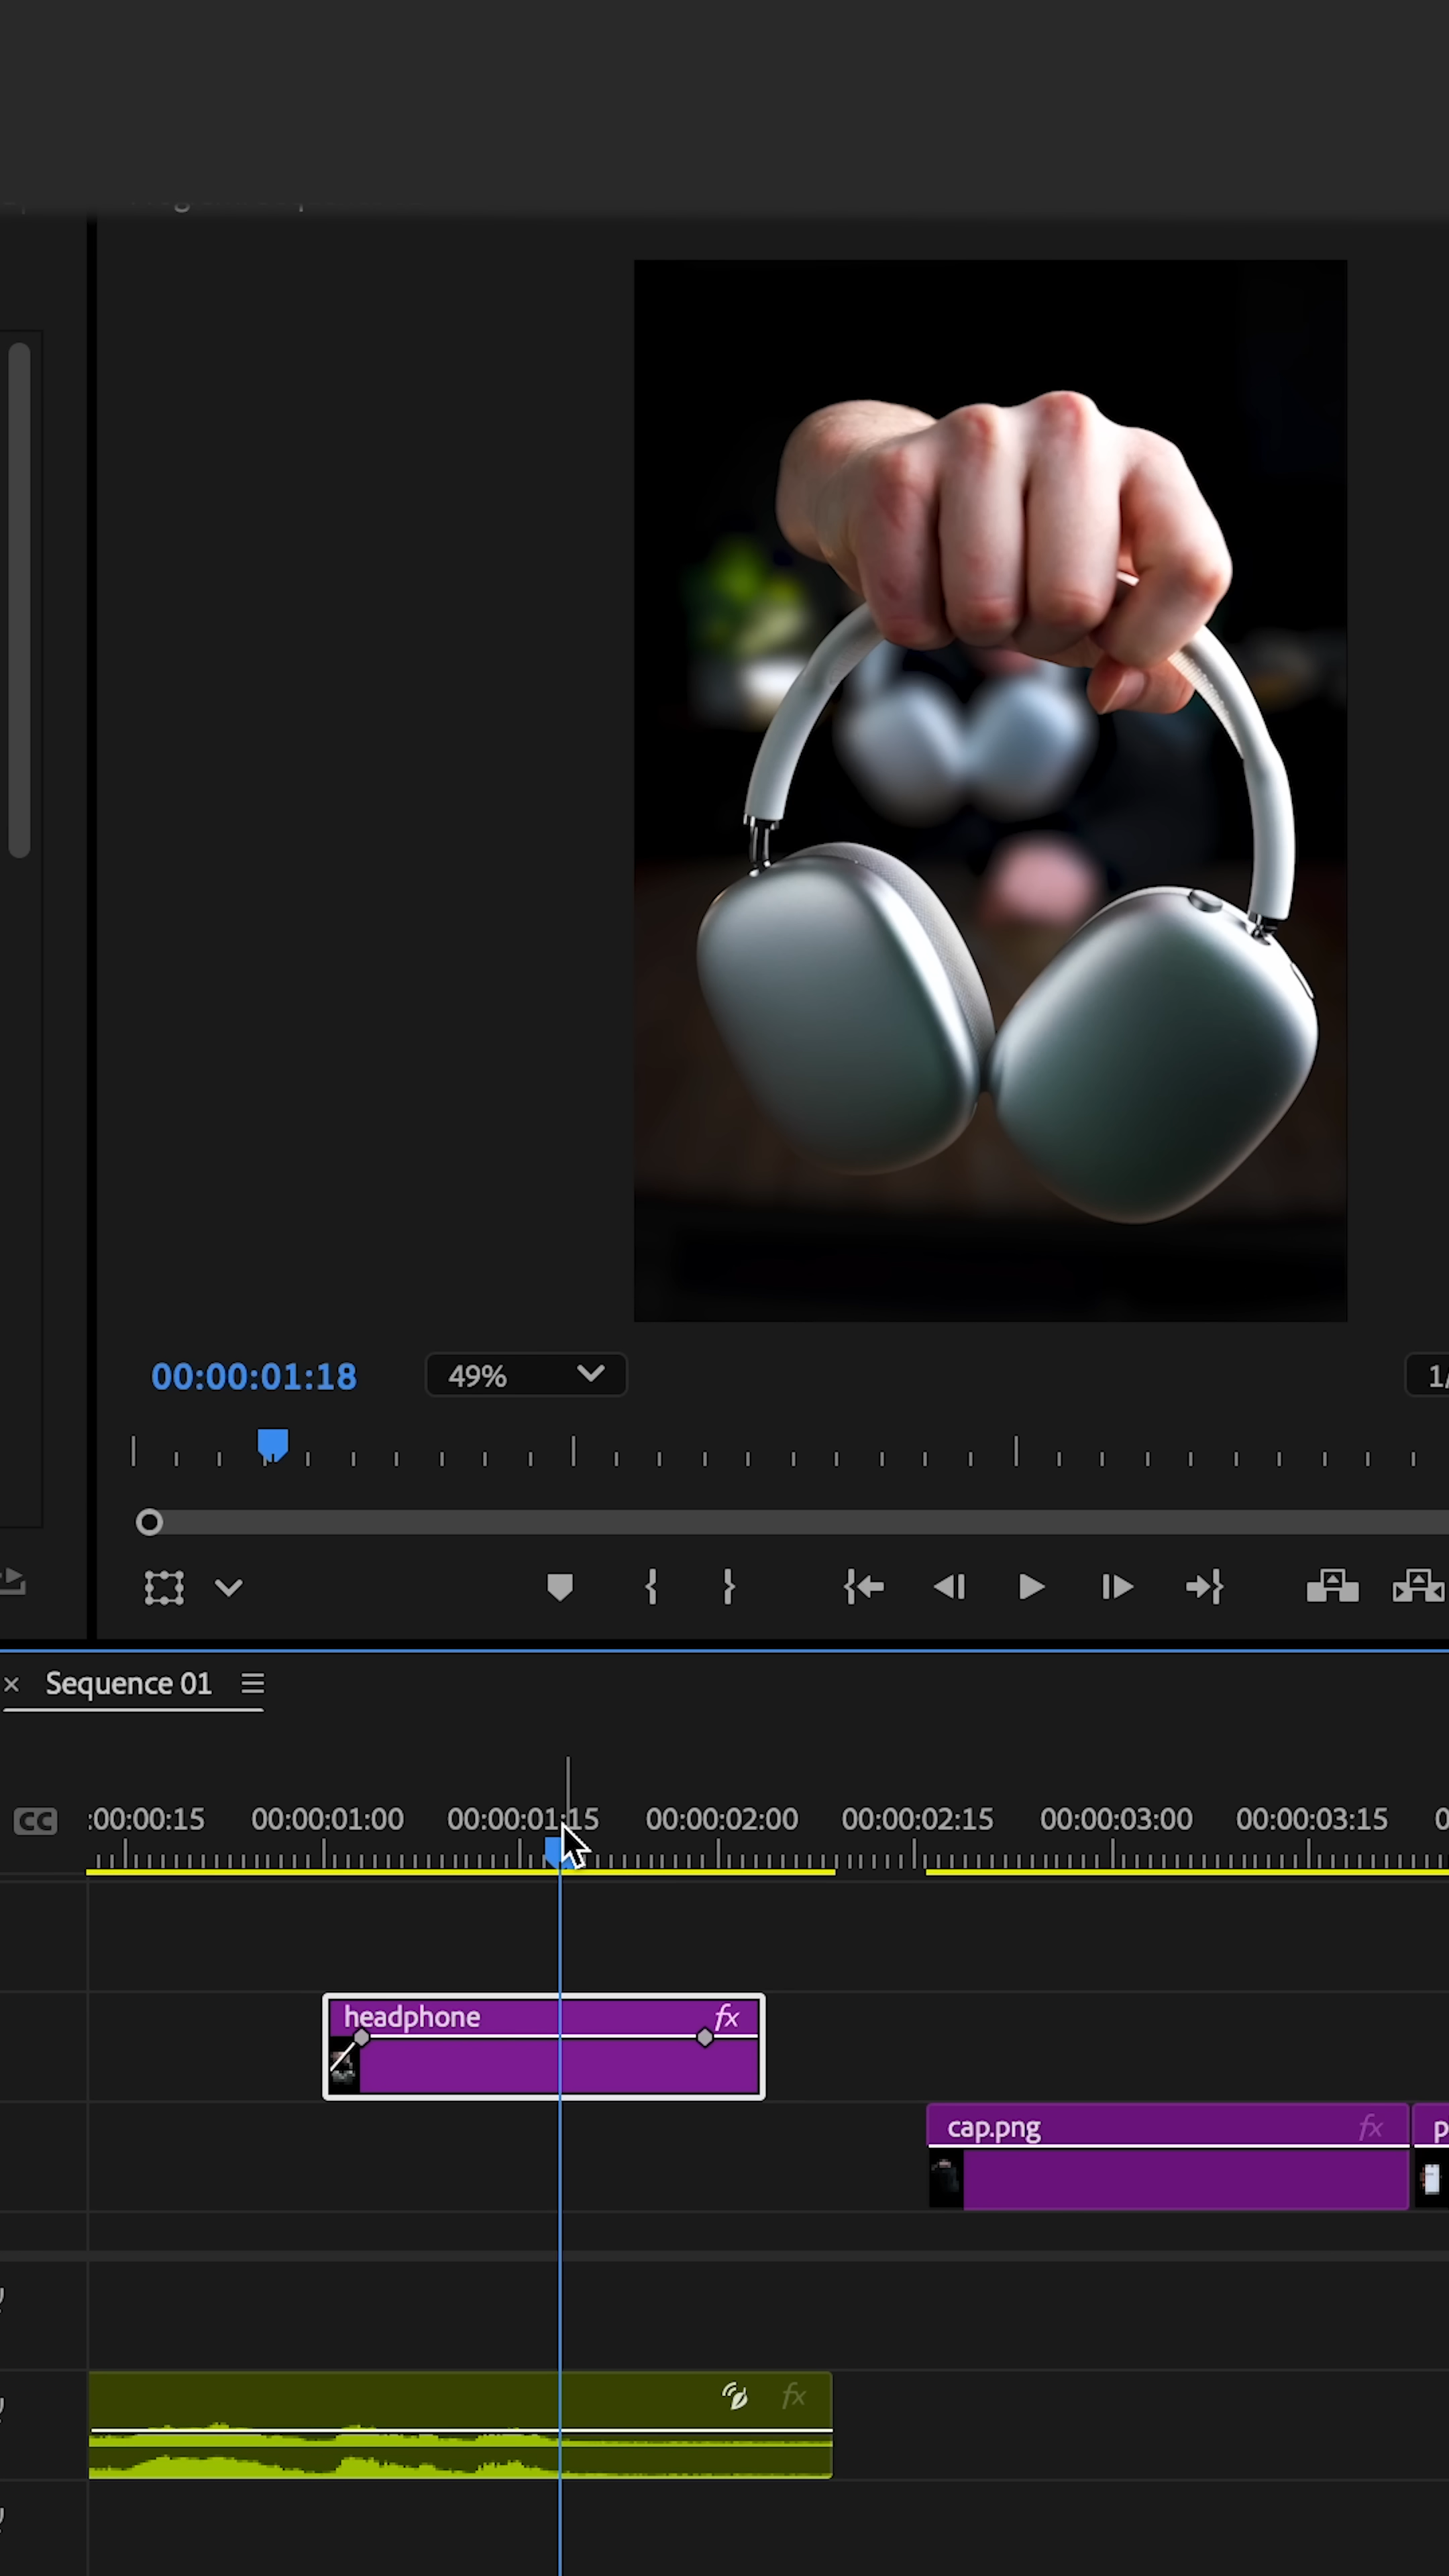 00:00:01:18
49%
Sequence 01
CC
:00:00:15 00:00:01:00 00:00:01:15 00:00:02:00 00:00:02:15 00:00:03:00 00:00:03:15
headphone fx
cap.png fx
fx